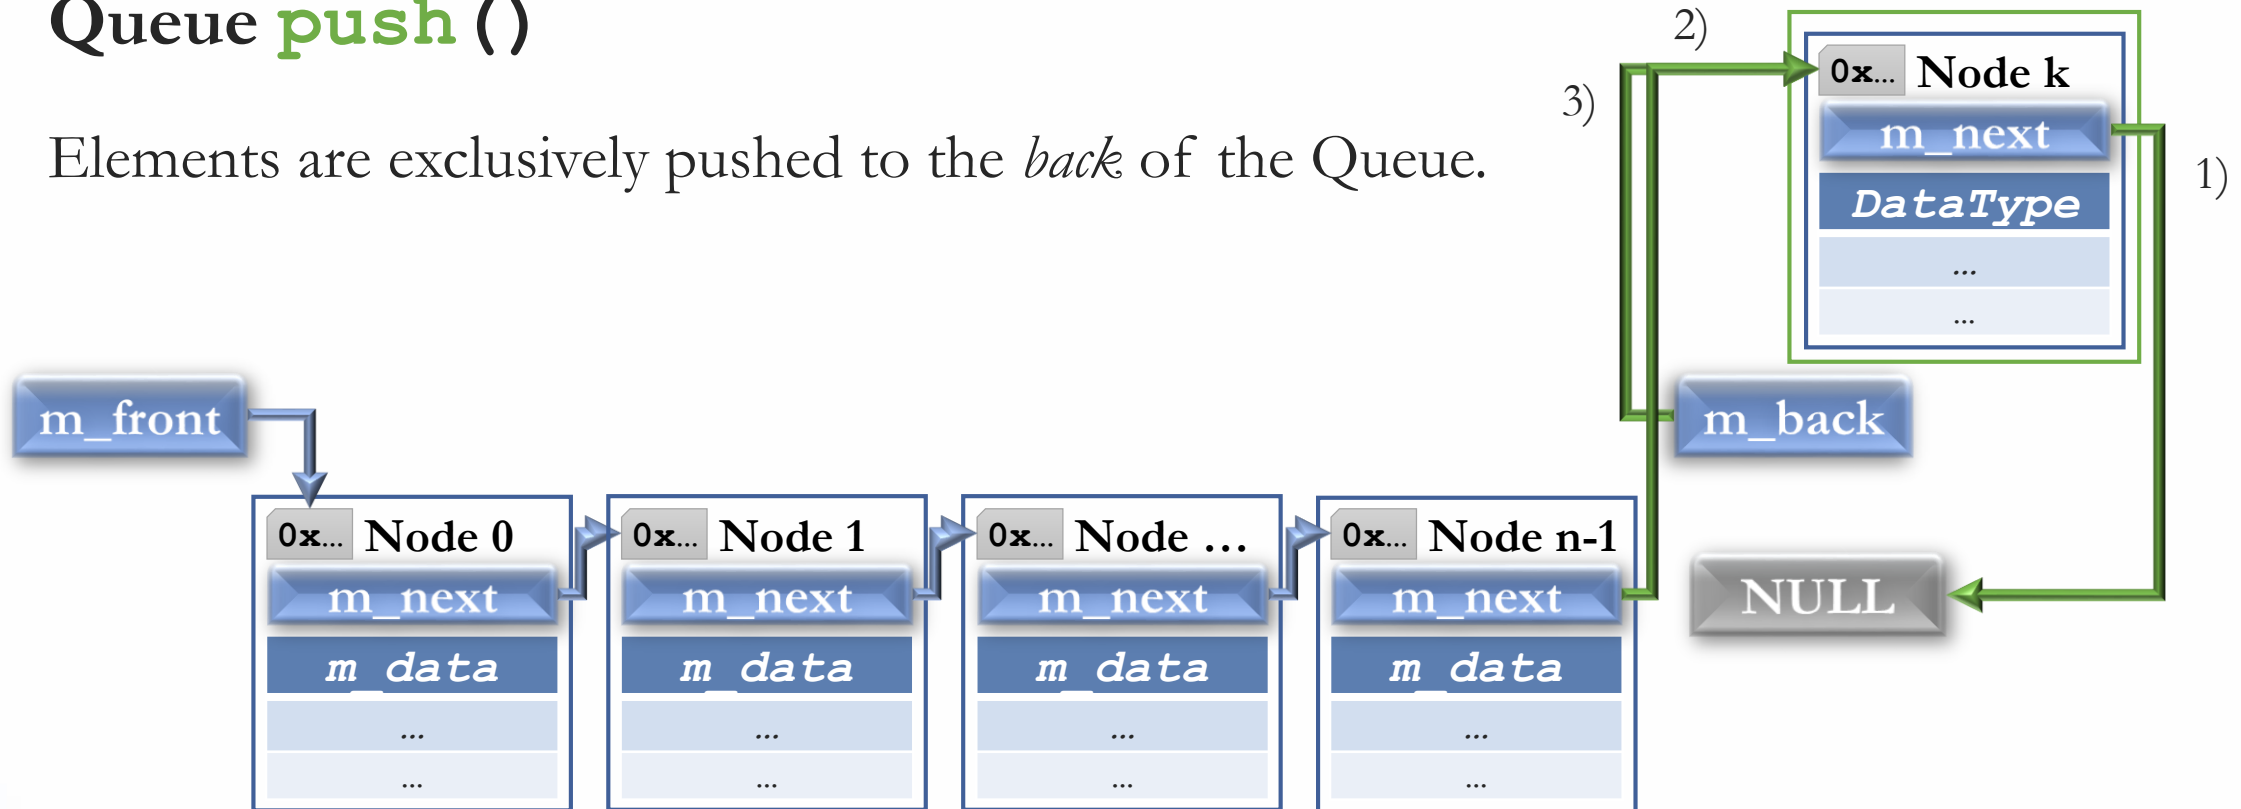 Queue push()
2)
0x... Node k
3)
m_next
Elements are exclusively pushed to the back of the Queue.
1)
DataType
...
...
m_front
m_back
0x... Node 0
0x... Node 1
0x... Node ...
0x... Node n-1
m_next
m_next
m_next
m_next
NULL
m_data
m_data
m_data
m_data
...
...
...
...
...
...
...
...